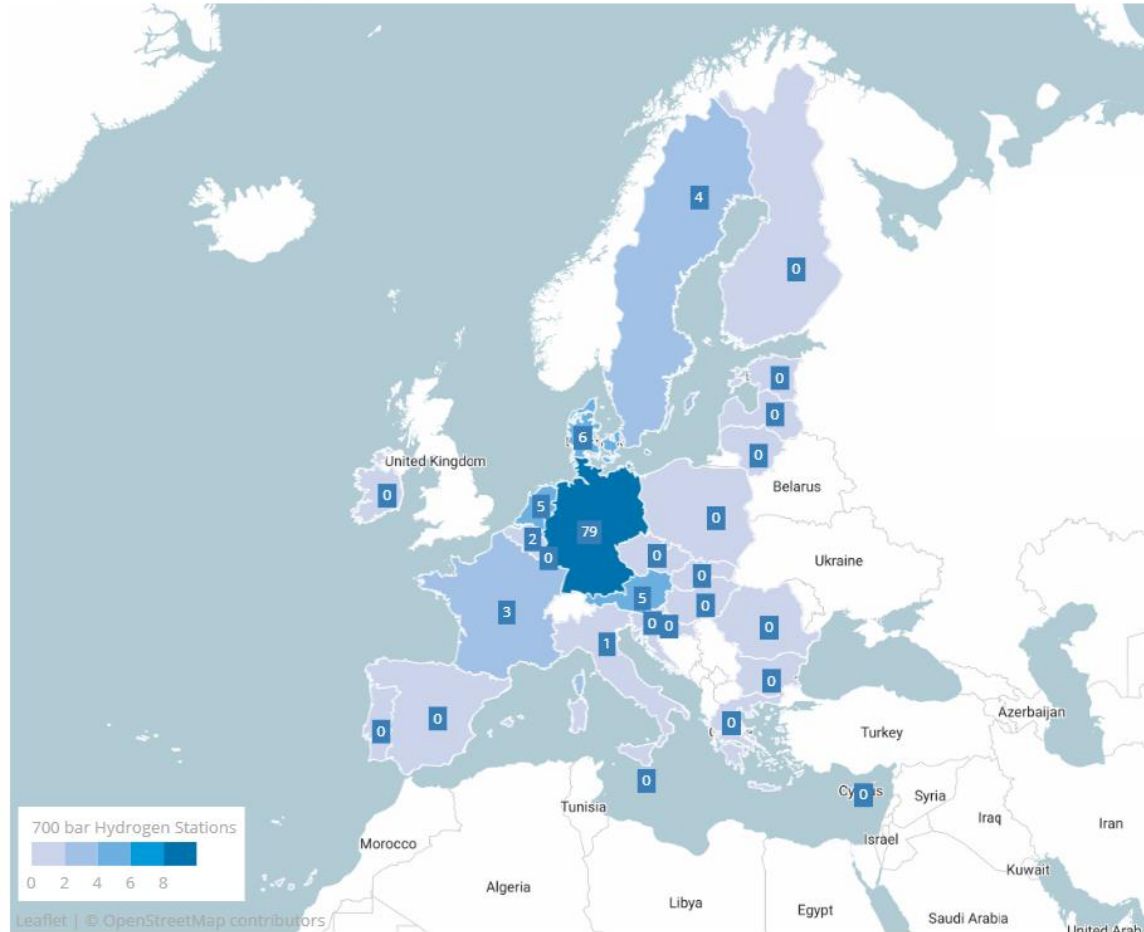 4
0
0
0
6
0
United Kingdom
Belarus
0
5
79
0
2
0
0
Ukraine
0
5
0
3
0 0
0
1
0
0
0
0
Azerbaijan
Turkey
0
0
Syria
Tunisia
Iraq
Iran
Israel
Morocco
Kuwait
Algeria
Libya
Egypt
Saudi Arabia
United Arab
700 bar Hydrogen Stations
0 2 4 6 8
Leaflet | © OpenStreetMap contributors